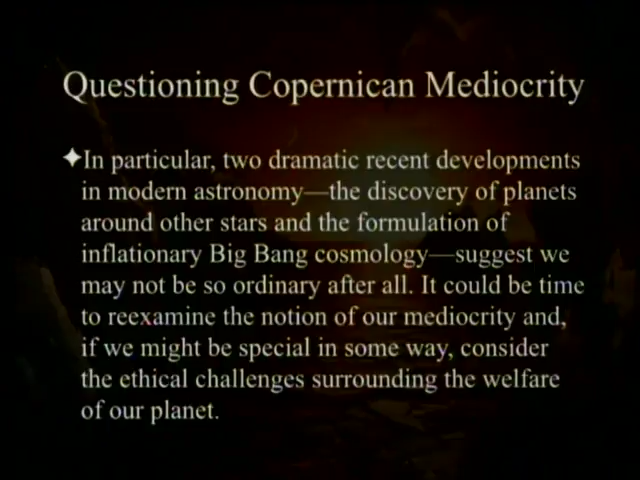 Questioning Copernican Mediocrity
✦In particular, two dramatic recent developments
in modern astronomy—the discovery of planets
around other stars and the formulation of
inflationary Big Bang cosmology—suggest we
may not be so ordinary after all. It could be time
to reexamine the notion of our mediocrity and,
if we might be special in some way, consider
the ethical challenges surrounding the welfare
of our planet.